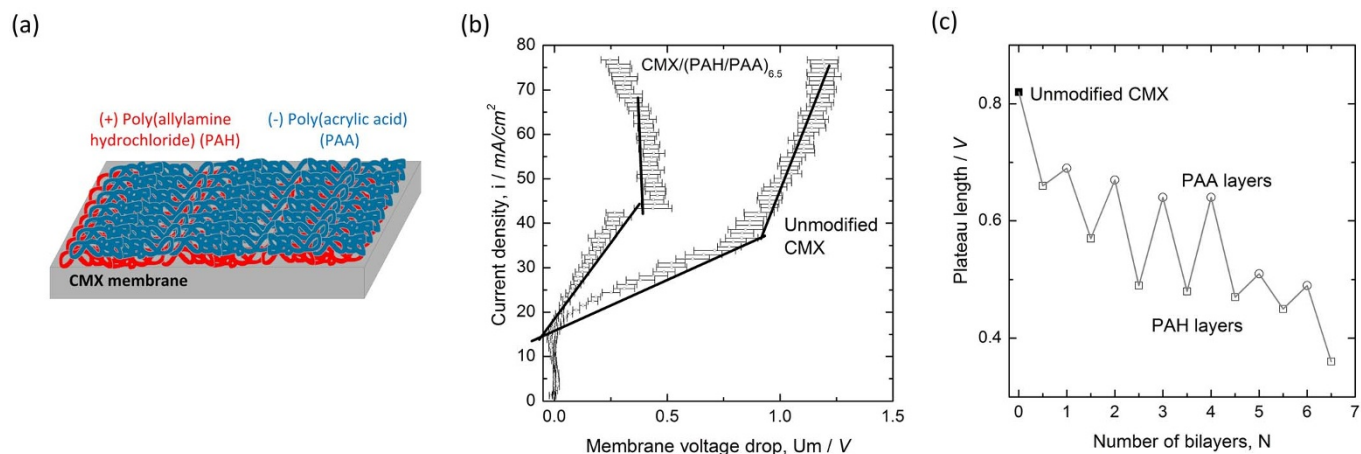 (a)
(+) Poly(allylamine
hydrochloride) (PAH)
(-) Poly(acrylic acid)
(PAA)
CMX membrane
(b)
80
70
60
50
40
30
20
10
0
Current density, i / mA/cm²
CMX/(PAH/PAA)₆.₅
Unmodified
CMX
0.0 0.5 1.0 1.5
Membrane voltage drop, Um / V
(c)
0.8
0.6
0.4
Plateau length / V
Unmodified CMX
PAA layers
PAH layers
0 1 2 3 4 5 6 7
Number of bilayers, N